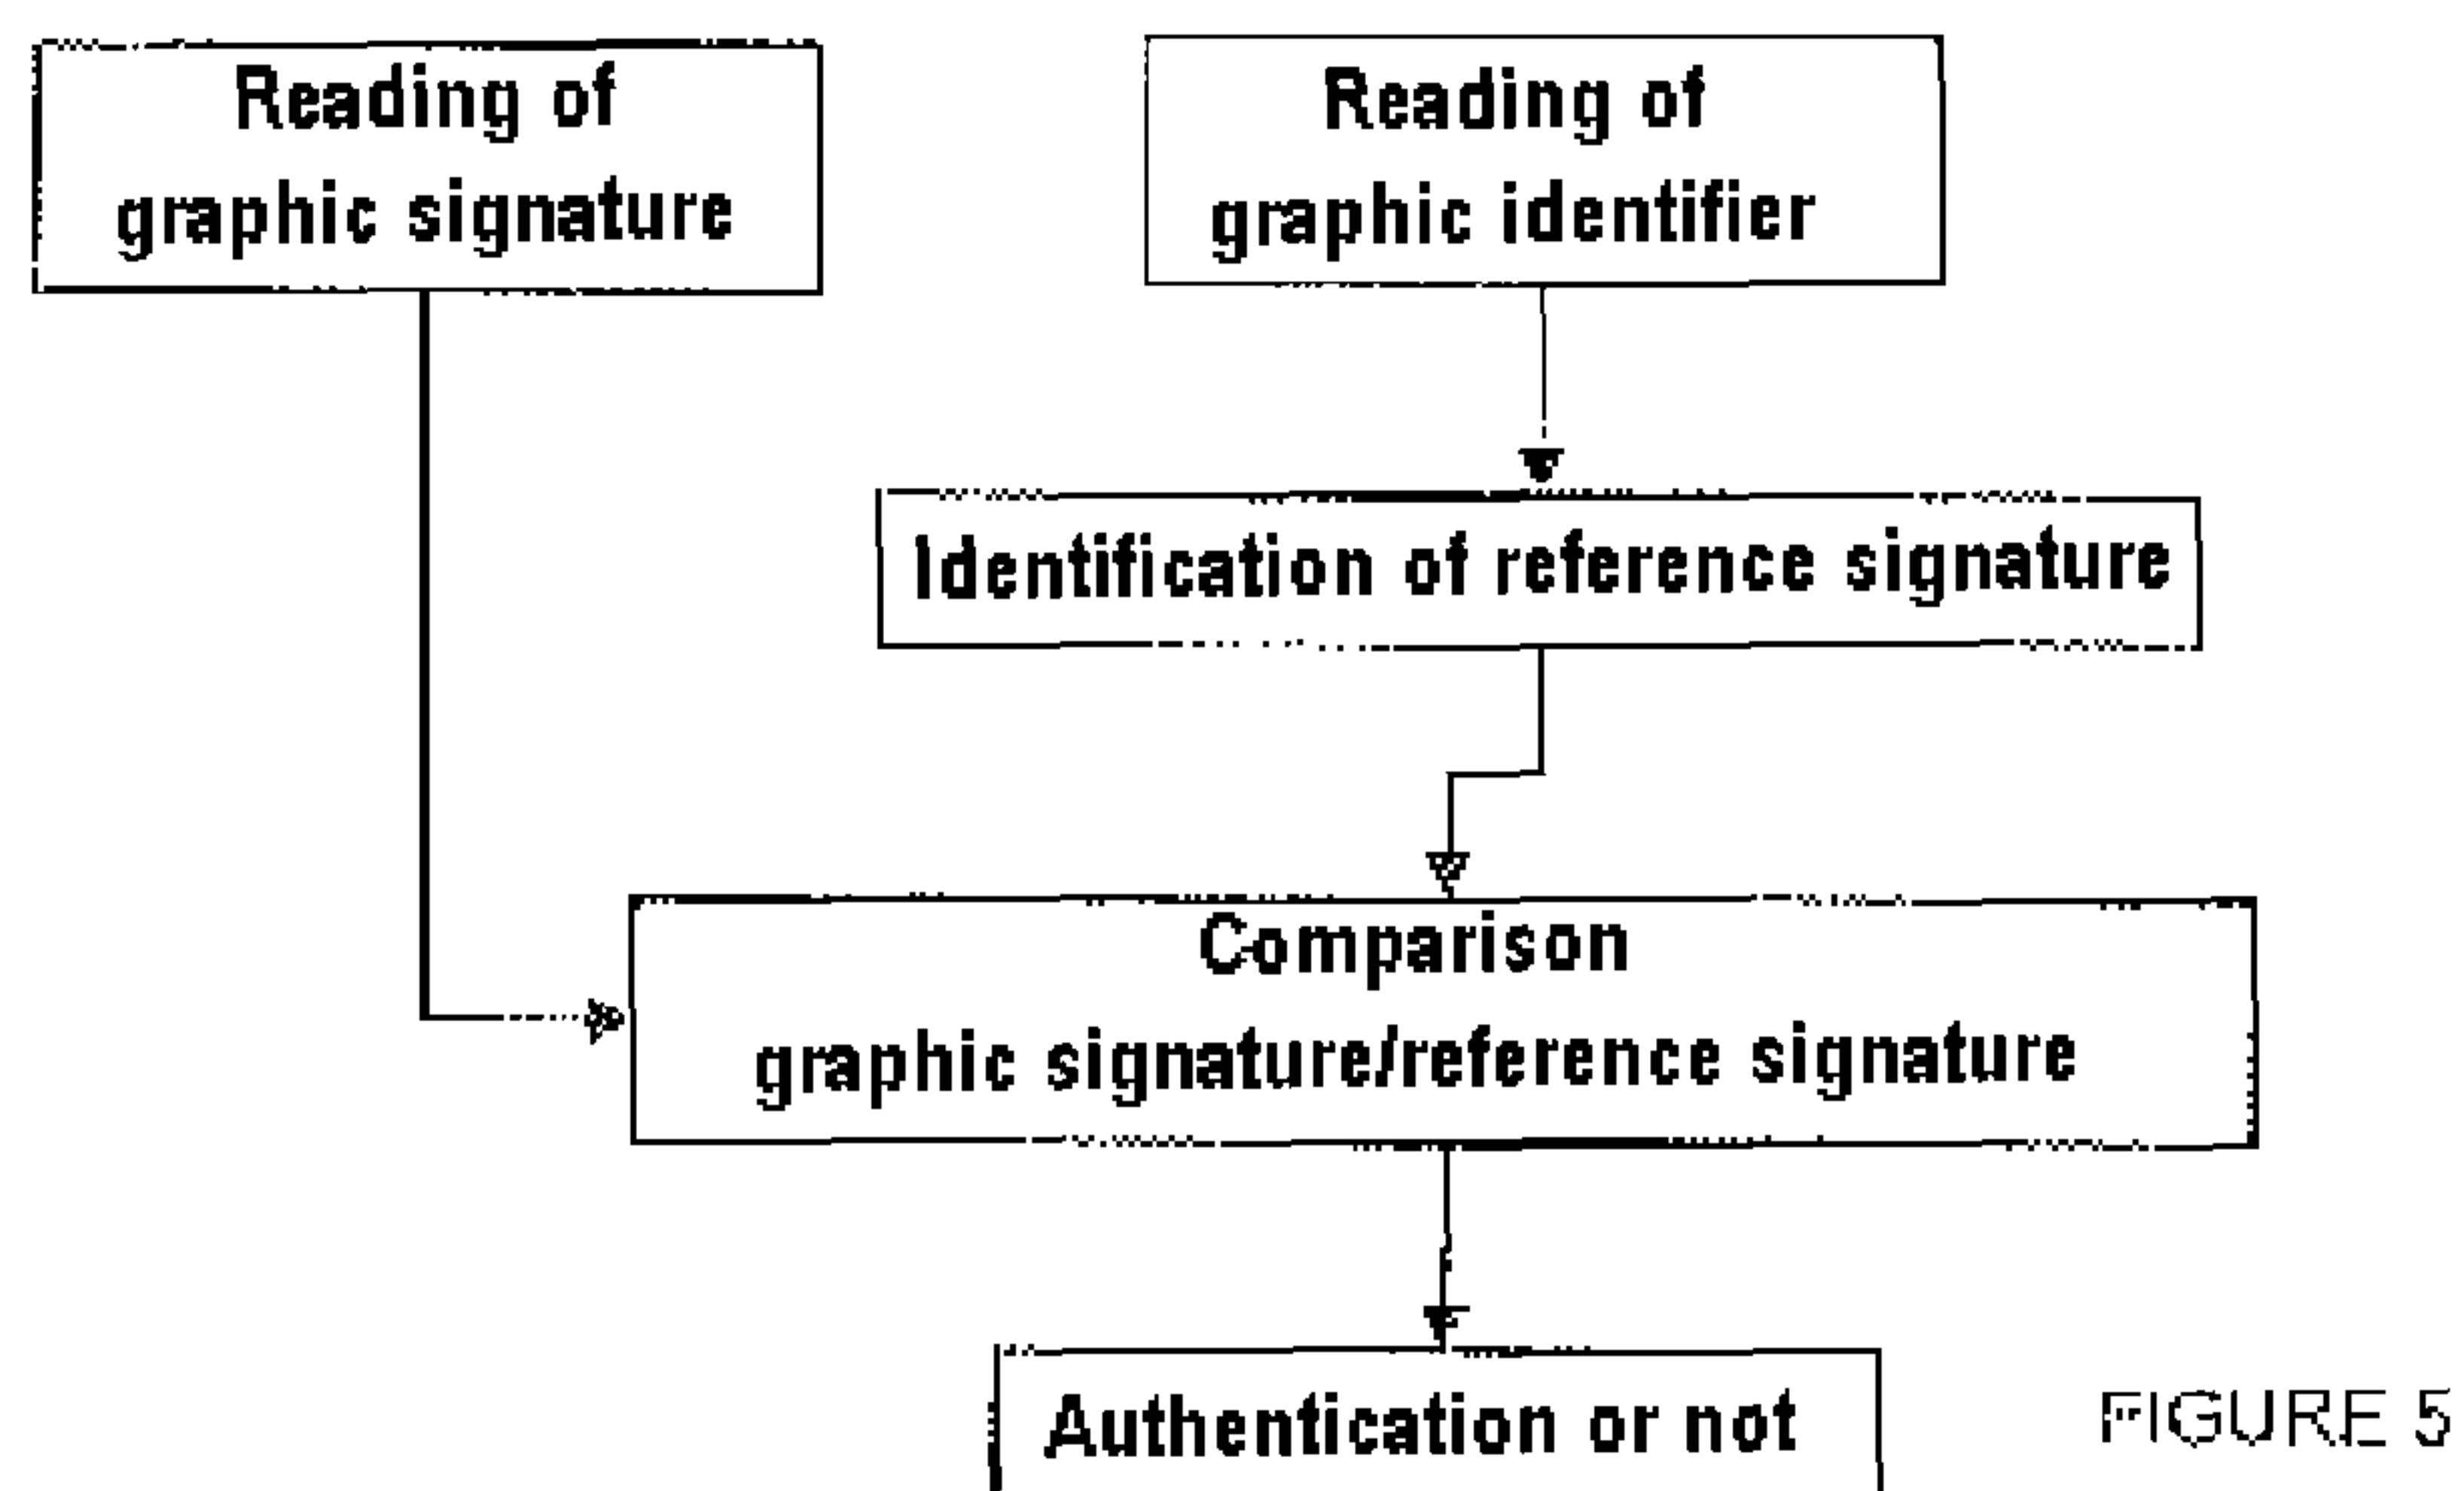 Reading of
graphic signature
Reading of
graphic identifier
Identification of reference signature
Comparison
graphic signature/reference signature
Authentication or not
FIGURE 5